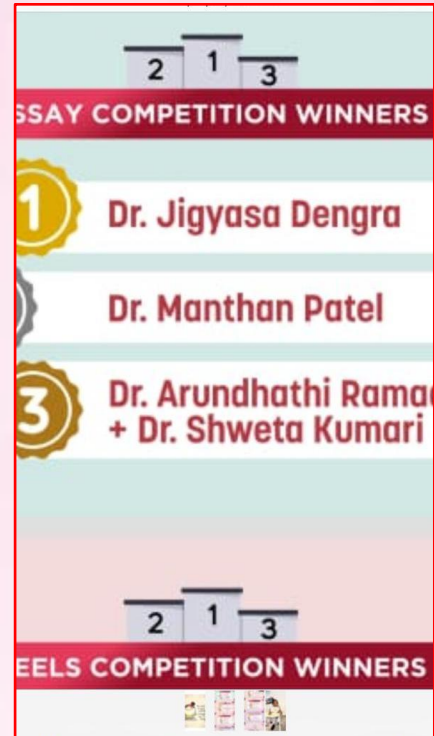 2 1 3
SSAY COMPETITION WINNERS
1 Dr. Jigyasa Dengra
Dr. Manthan Patel
3 Dr. Arundhathi Rama
+ Dr. Shweta Kumari
2 1 3
EELS COMPETITION WINNERS